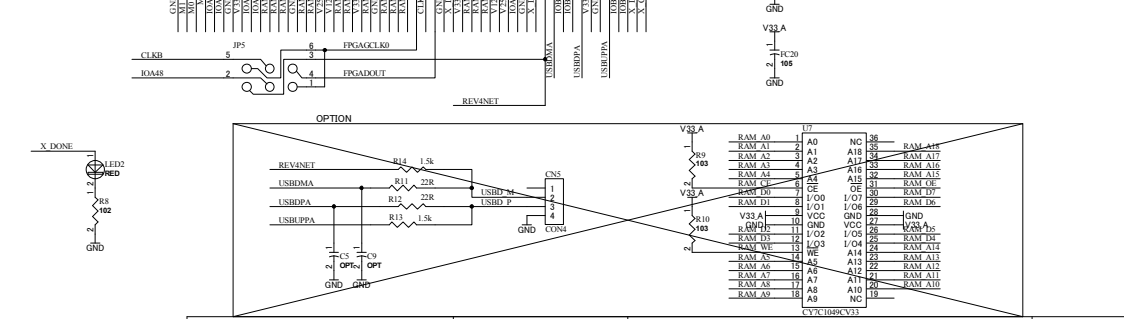 GND
V33_A
FC20
105
GND
JP5
CLKB 5
6 FPGAGCLK0
3
IOA48 2
4 FPGADOUT
1
USBDMA
USBDPA
USBUPPA
REV4NET
OPTION
X_DONE
LED2
RED
R8
102
GND
REV4NET R14 1.5k
USBDMA R11 22R
USBDPA R12 22R
USBUPPA R13 1.5k
USBD_M
USBD_P
CN5
1
2
3
4
CON4
GND
C5
OPT
C9
OPT
GND GND
V33_A
R9
103
V33_A
R10
103
U7
RAM_A0 1 A0 NC 36
RAM_A1 2 A1 A18 35 RAM_A18
RAM_A2 3 A2 A17 34 RAM_A17
RAM_A3 4 A3 A16 33 RAM_A16
RAM_A4 5 A4 A15 32 RAM_A15
RAM_CE 6 CE OE 31 RAM_OE
RAM_D0 7 I/O0 I/O7 30 RAM_D7
RAM_D1 8 I/O1 I/O6 29 RAM_D6
V33_A 9 VCC GND 28 GND
GND 10 GND VCC 27 V33_A
RAM_D2 11 I/O2 I/O5 26 RAM_D5
RAM_D3 12 I/O3 I/O4 25 RAM_D4
RAM_WE 13 WE A14 24 RAM_A14
RAM_A5 14 A5 A13 23 RAM_A13
RAM_A6 15 A6 A12 22 RAM_A12
RAM_A7 16 A7 A11 21 RAM_A11
RAM_A8 17 A8 A10 20 RAM_A10
RAM_A9 18 A9 NC 19
CY7C1049CV33